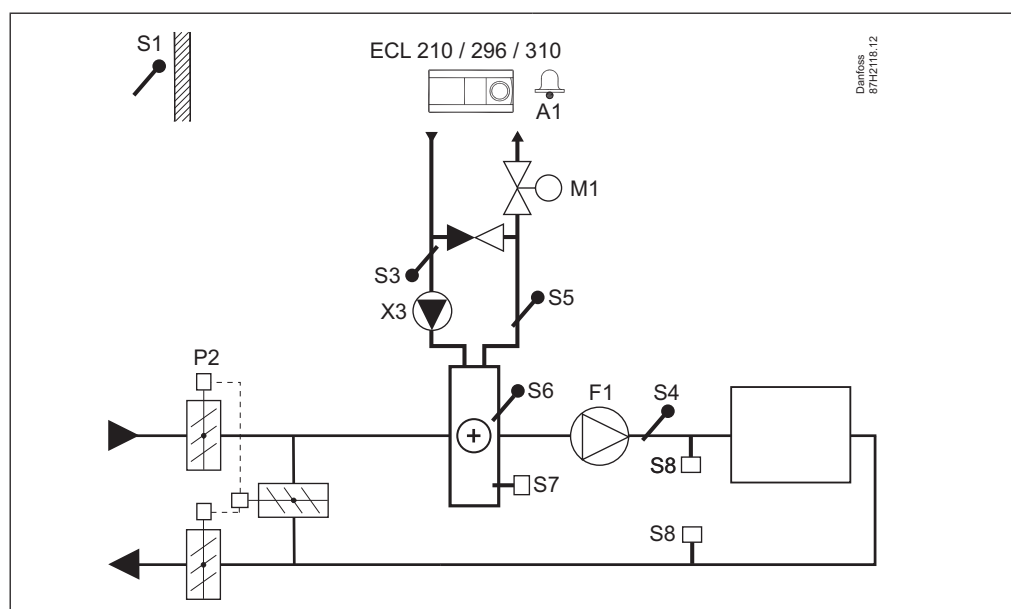 S1
ECL 210 / 296 / 310
A1
Danfoss
87H2118.12
M1
S3
S5
X3
P2
S6
F1
S4
S8
S7
S8